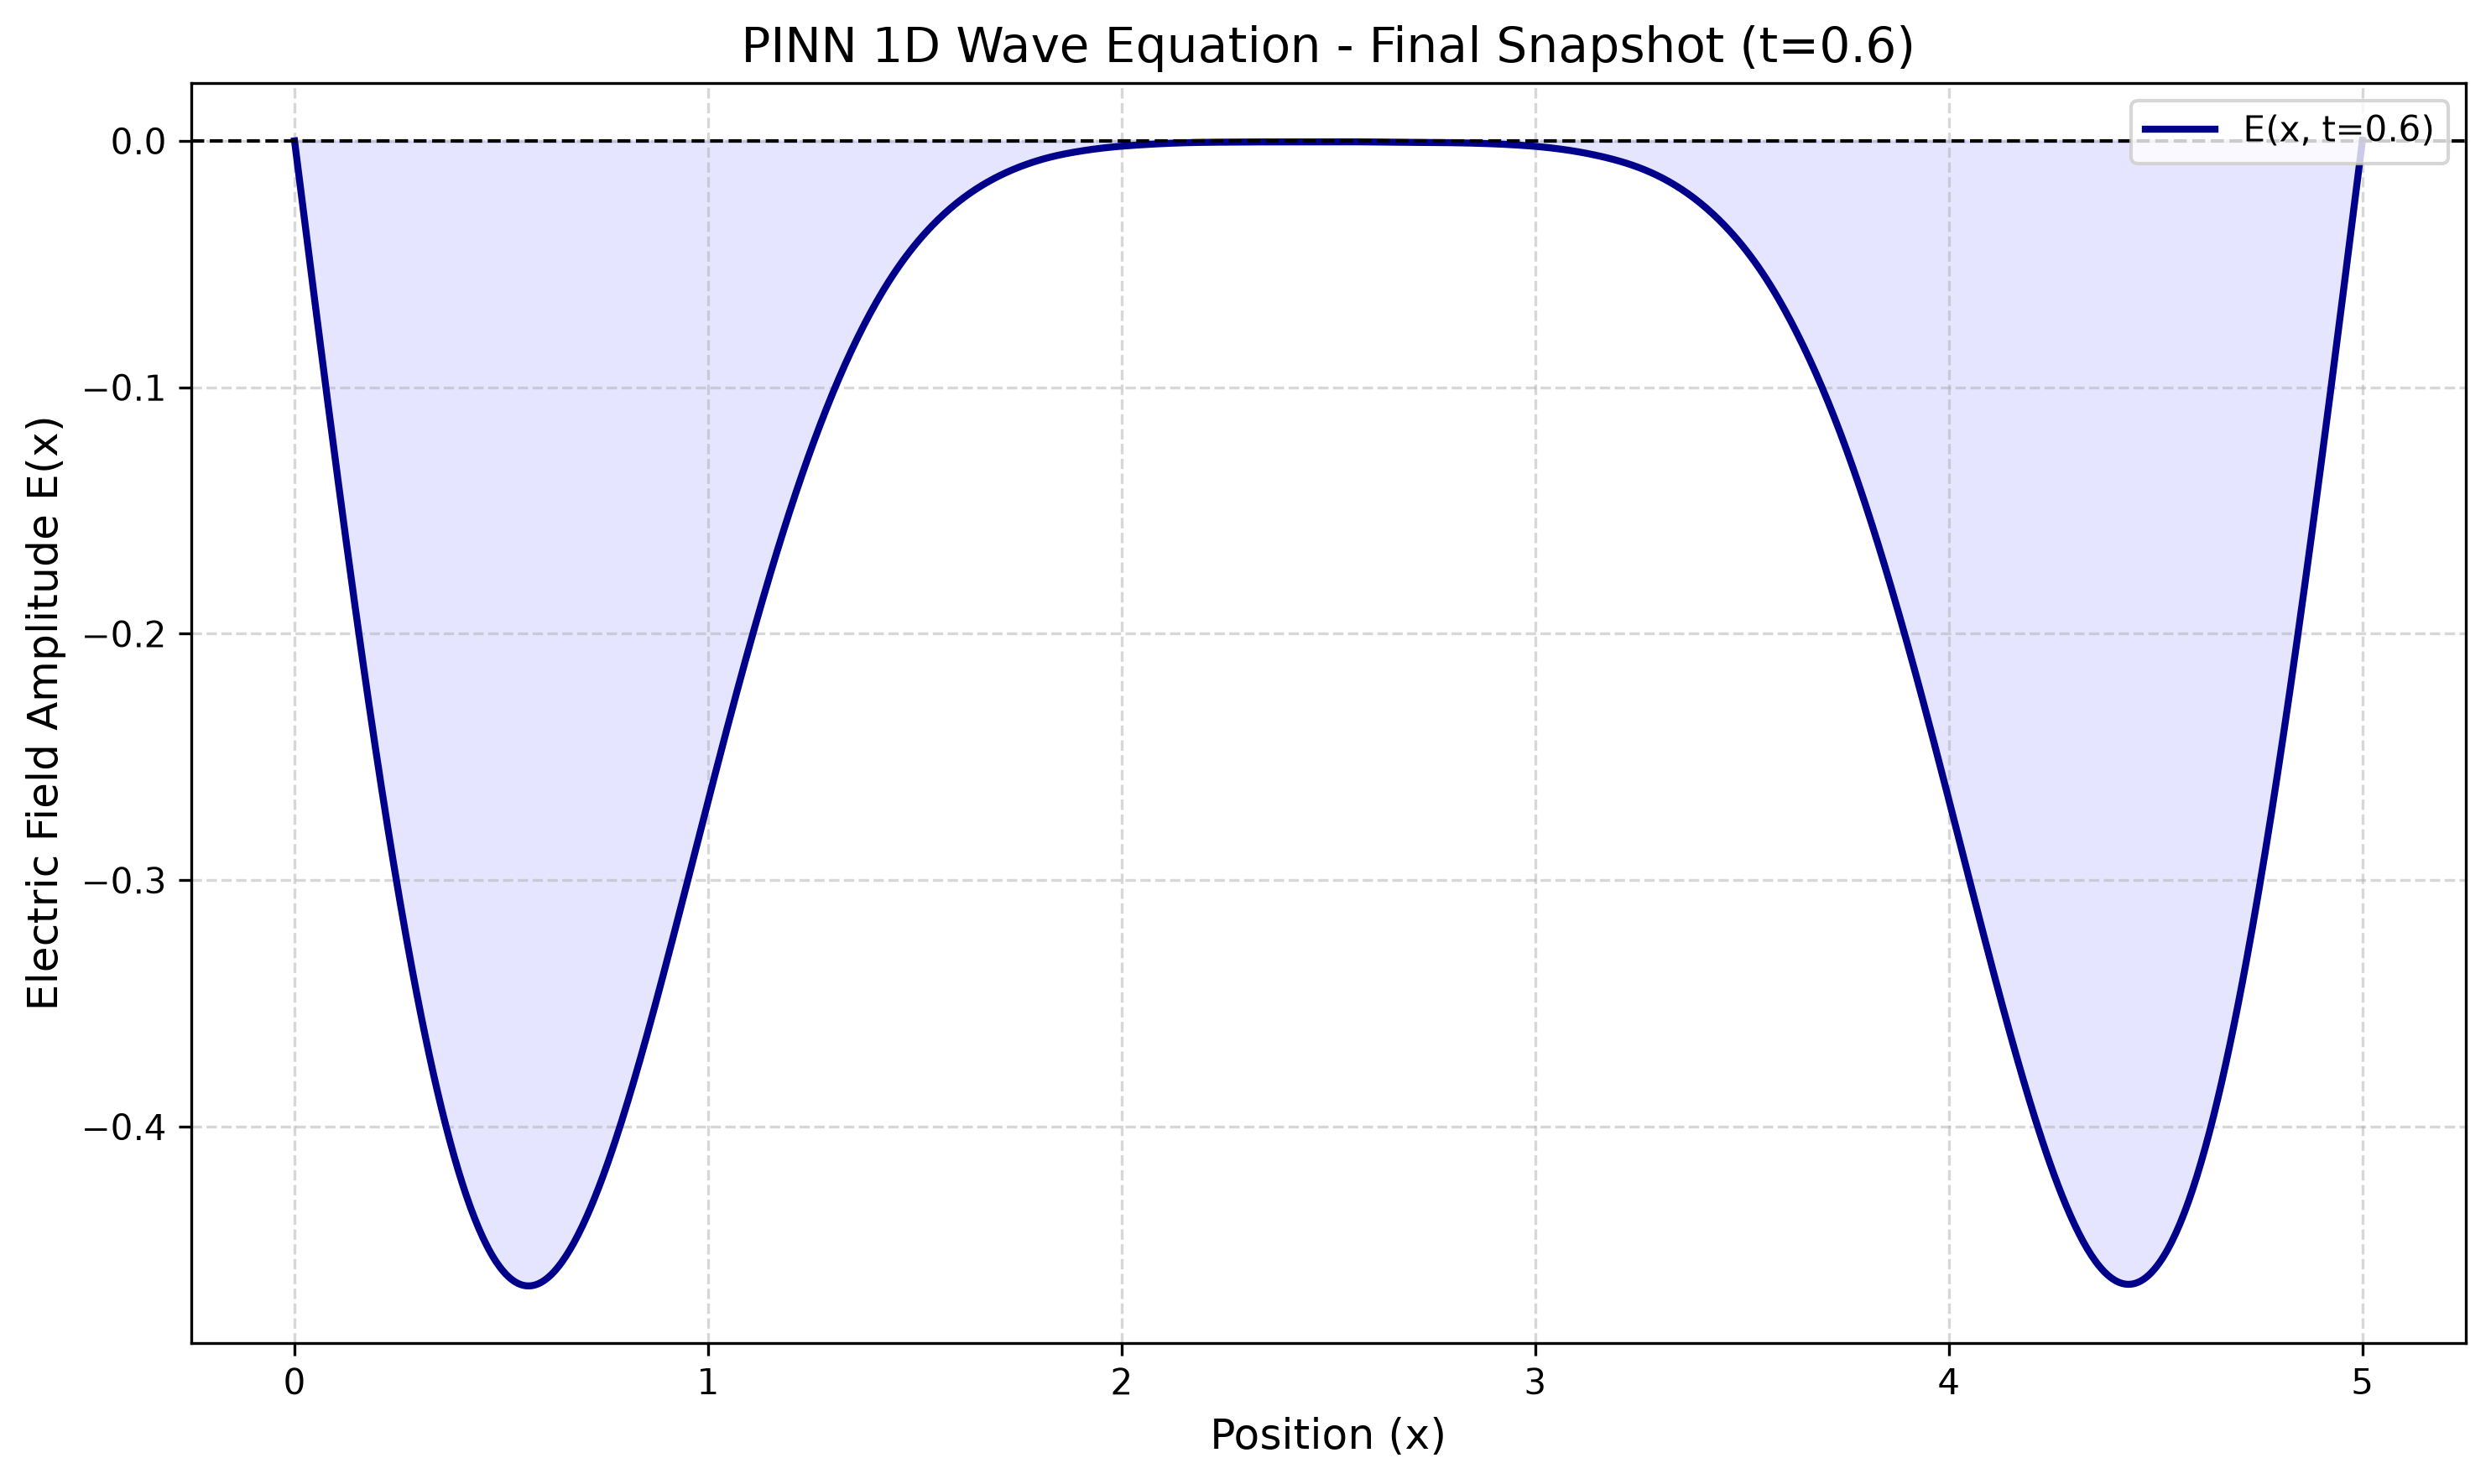 PINN 1D Wave Equation - Final Snapshot (t=0.6)
E(x, t=0.6)
Electric Field Amplitude E(x)
0.0
−0.1
−0.2
−0.3
−0.4
0 1 2 3 4 5
Position (x)